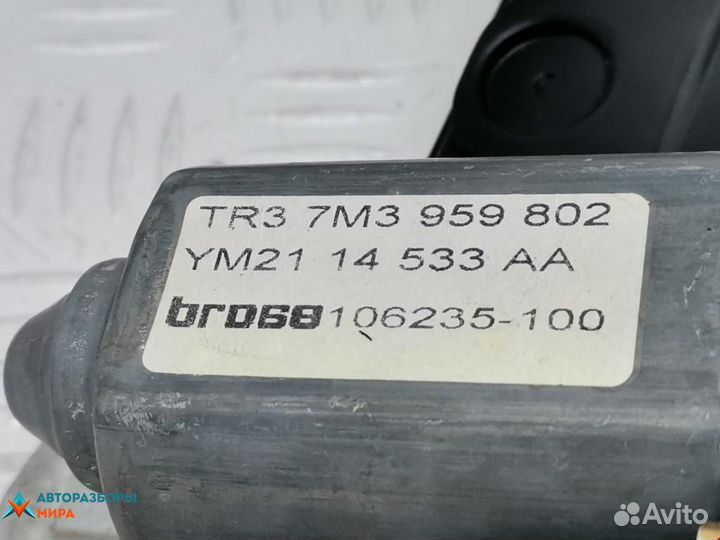 TR3 7M3 959 802
YM21 14 533 AA
brose 106235-100
АВТОРАЗБОРЫ
МИРА
Avito